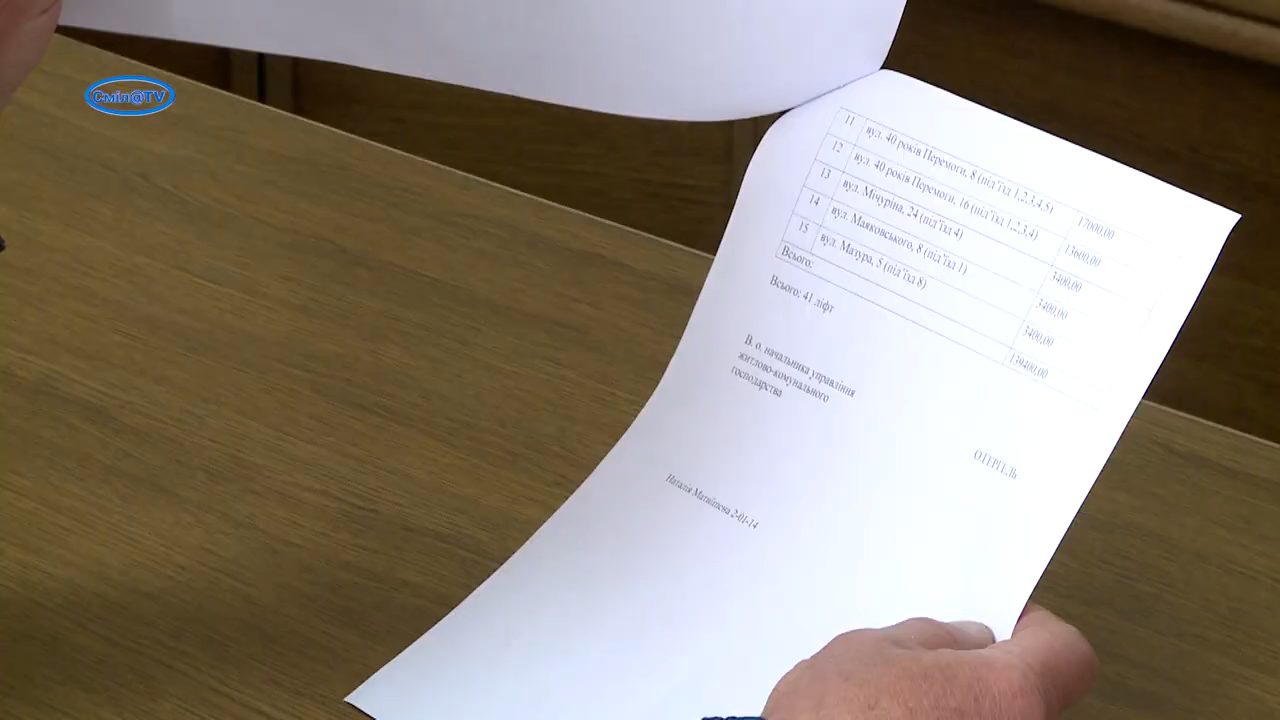 Сміл@TV
11 вул. 40 років Перемоги, 8 (під'їзд 1,2,3,4,5) 17000,00
12 вул. 40 років Перемоги, 16 (під'їзд 1,2,3,4) 13600,00
13 вул. Мічуріна, 24 (під'їзд 4) 3400,00
14 вул. Маяковського, 8 (під'їзд 1) 3400,00
15 вул. Мазура, 5 (під'їзд 8) 3400,00
Всього: 139400,00
Всього: 41 ліфт
В. о. начальника управління
житлово-комунального
господарства
О.ГЕРГЕЛЬ
Наталія 2-01-14